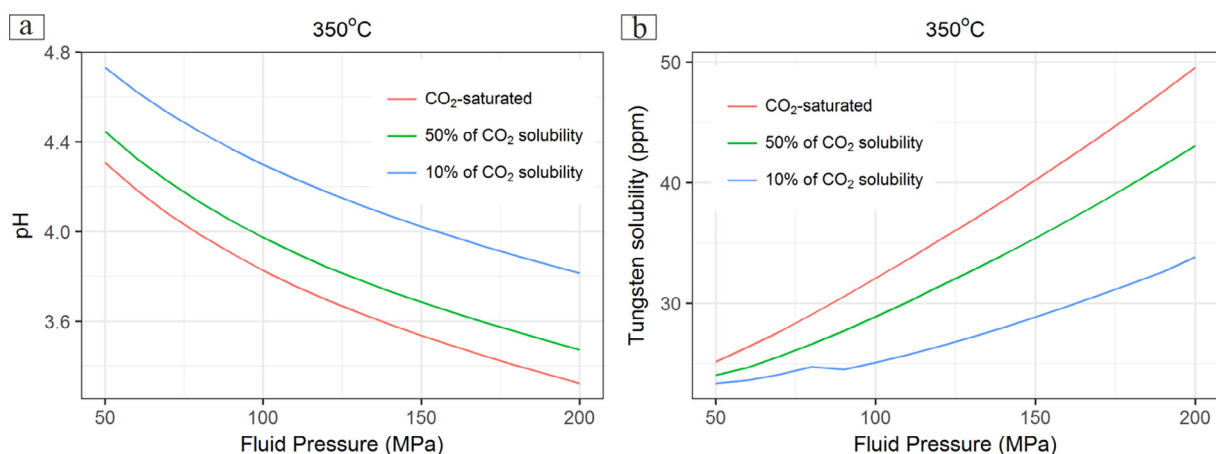 a
350°C
pH
4.8
4.4
4.0
3.6
CO₂-saturated
50% of CO₂ solubility
10% of CO₂ solubility
50
100
150
200
Fluid Pressure (MPa)
b
350°C
Tungsten solubility (ppm)
50
40
30
CO₂-saturated
50% of CO₂ solubility
10% of CO₂ solubility
50
100
150
200
Fluid Pressure (MPa)